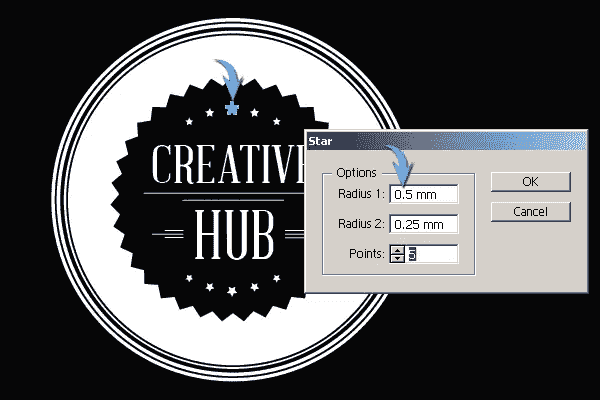 CREATIVE
HUB
Star
Options
Radius 1: 0.5 mm
OK
Radius 2: 0.25 mm
Cancel
Points: 5